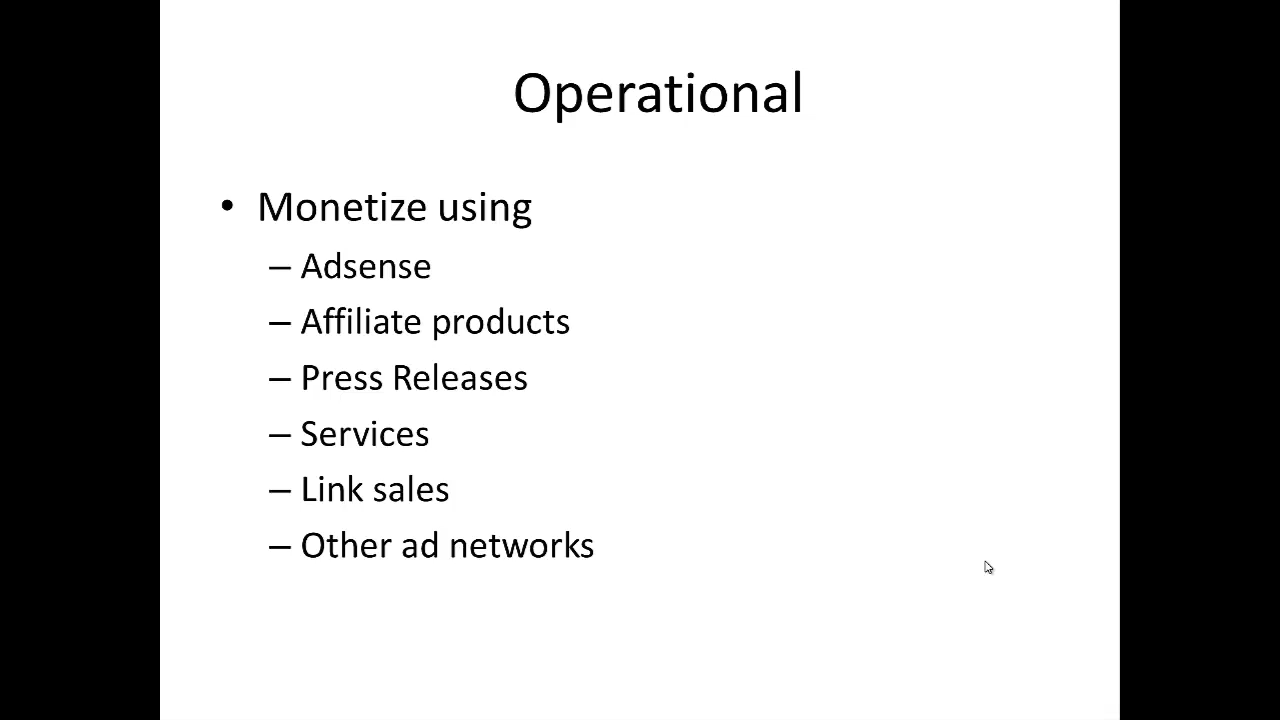 Operational
• Monetize using
– Adsense
– Affiliate products
– Press Releases
– Services
– Link sales
– Other ad networks